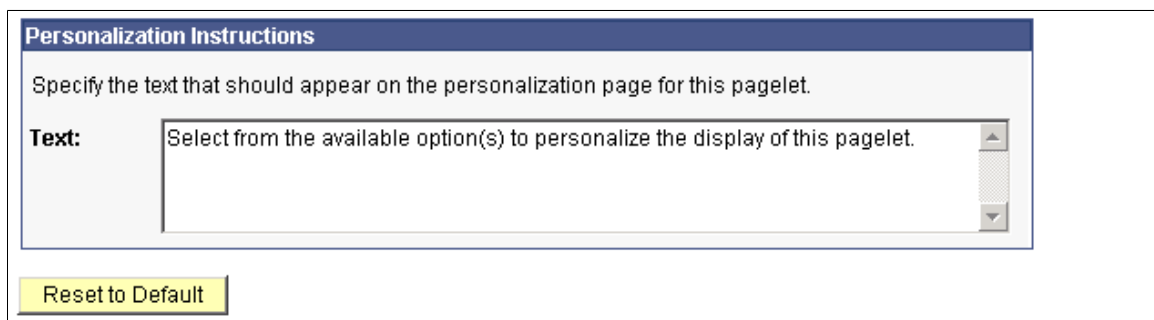 Personalization Instructions
Specify the text that should appear on the personalization page for this pagelet.
Text:
Select from the available option(s) to personalize the display of this pagelet.
Reset to Default